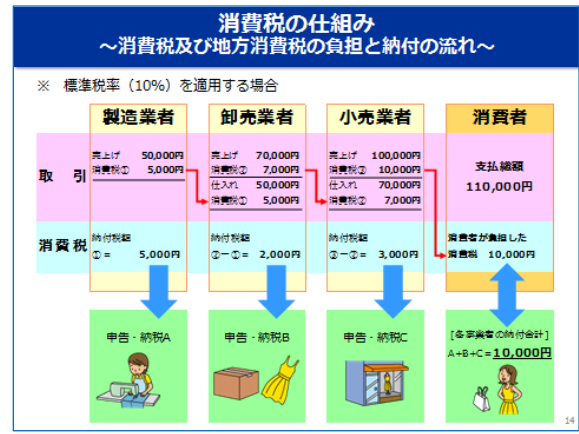 消費税の仕組み
~消費税及び地方消費税の負担と納付の流れ~
※ 標準税率(10%)を適用する場合
製造業者 卸売業者 小売業者 消費者
取引
売上げ 50,000円
消費税① 5,000円
売上げ 70,000円
消費税② 7,000円
仕入れ 50,000円
消費税① 5,000円
売上げ 100,000円
消費税③ 10,000円
仕入れ 70,000円
消費税② 7,000円
支払総額
110,000円
消費税
納付税額
①= 5,000円
納付税額
②-①= 2,000円
納付税額
③-②= 3,000円
消費者が負担した
消費税 10,000円
申告・納税A
申告・納税B
申告・納税C
[各事業者の納付合計]
A+B+C=10,000円
14